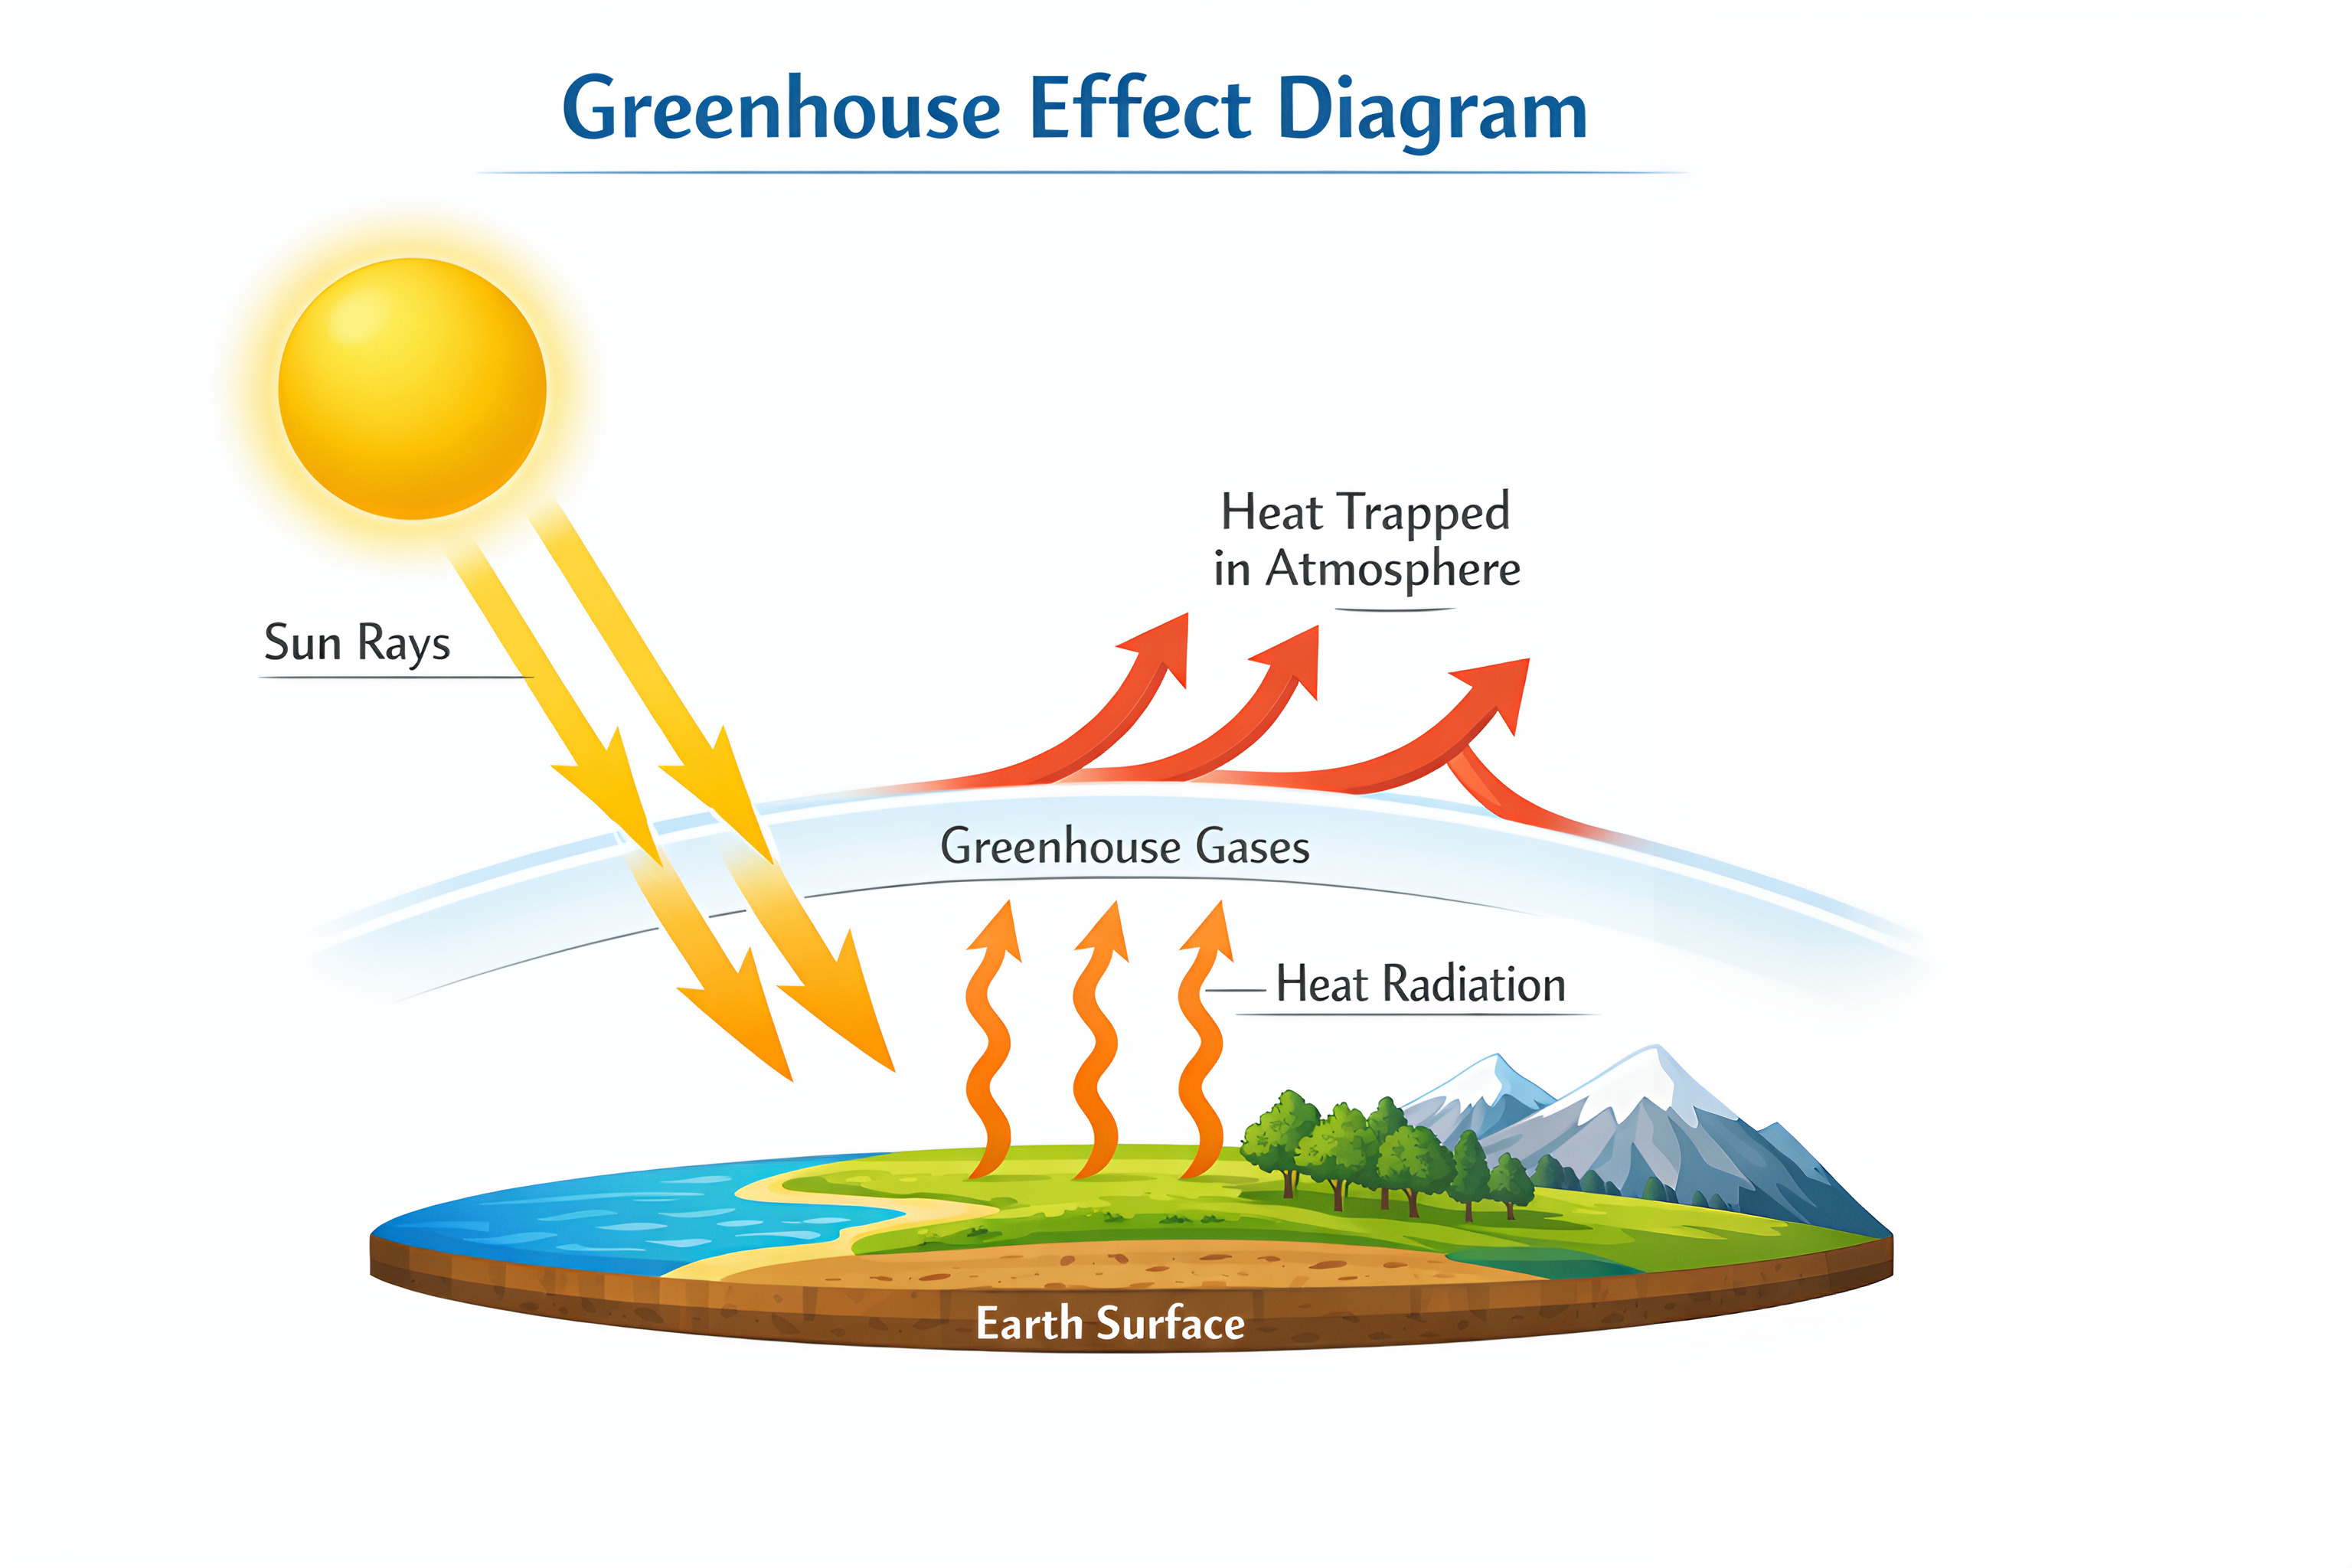 Greenhouse Effect Diagram
Sun Rays
Heat Trapped
in Atmosphere
Greenhouse Gases
Heat Radiation
Earth Surface